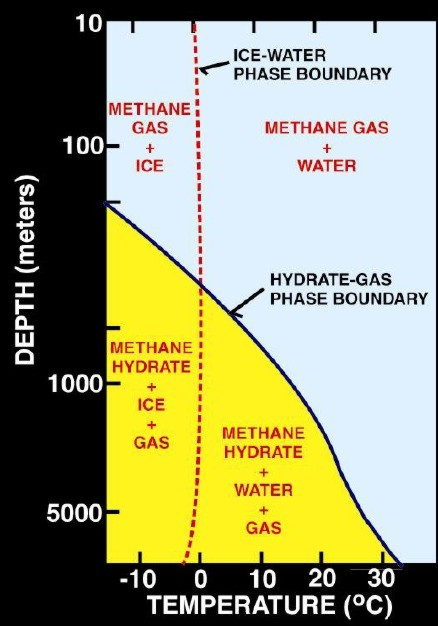 10
ICE-WATER
PHASE BOUNDARY
METHANE
GAS
+
ICE
METHANE GAS
+
WATER
100
DEPTH (meters)
HYDRATE-GAS
PHASE BOUNDARY
METHANE
HYDRATE
+
ICE
+
GAS
1000
METHANE
HYDRATE
+
WATER
+
GAS
5000
-10 0 10 20 30
TEMPERATURE (ºC)